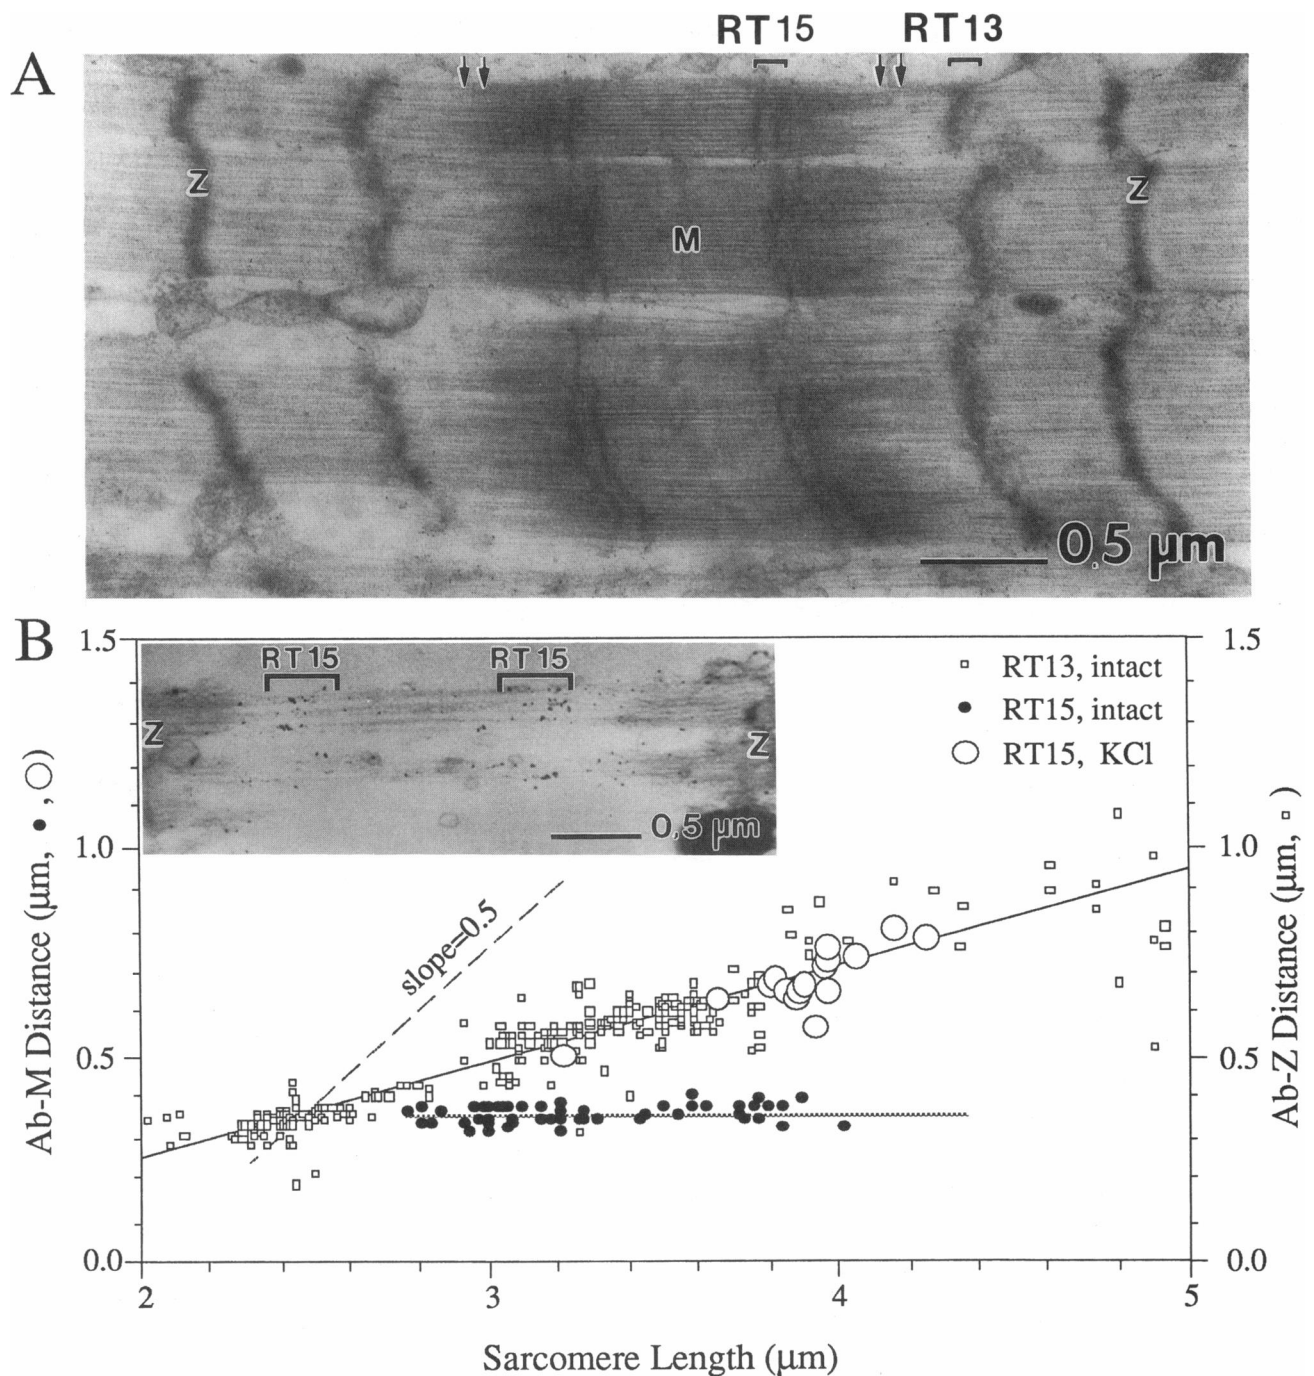 A
RT15 RT13
Z
Z
M
0.5 µm
B
RT15 RT15
Z
Z
0.5 µm
RT13, intact
RT15, intact
RT15, KCl
slope=0.5
1.5
1.0
0.5
0.0
1.5
1.0
0.5
0.0
2 3 4 5
Ab-M Distance (µm, ●, ○)
Ab-Z Distance (µm, □)
Sarcomere Length (µm)